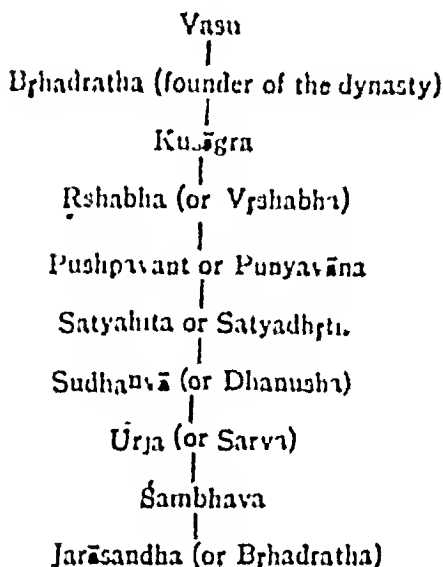 Vasu
Bṛhadratha (founder of the dynasty)
Kuśāgra
Ṛshabha (or Vṛshabha)
Pushpavant or Punyavāna
Satyahita or Satyadhṛti.
Sudhanvā (or Dhanusha)
Ūrja (or Sarva)
Śambhava
Jarāsandha (or Bṛhadratha)